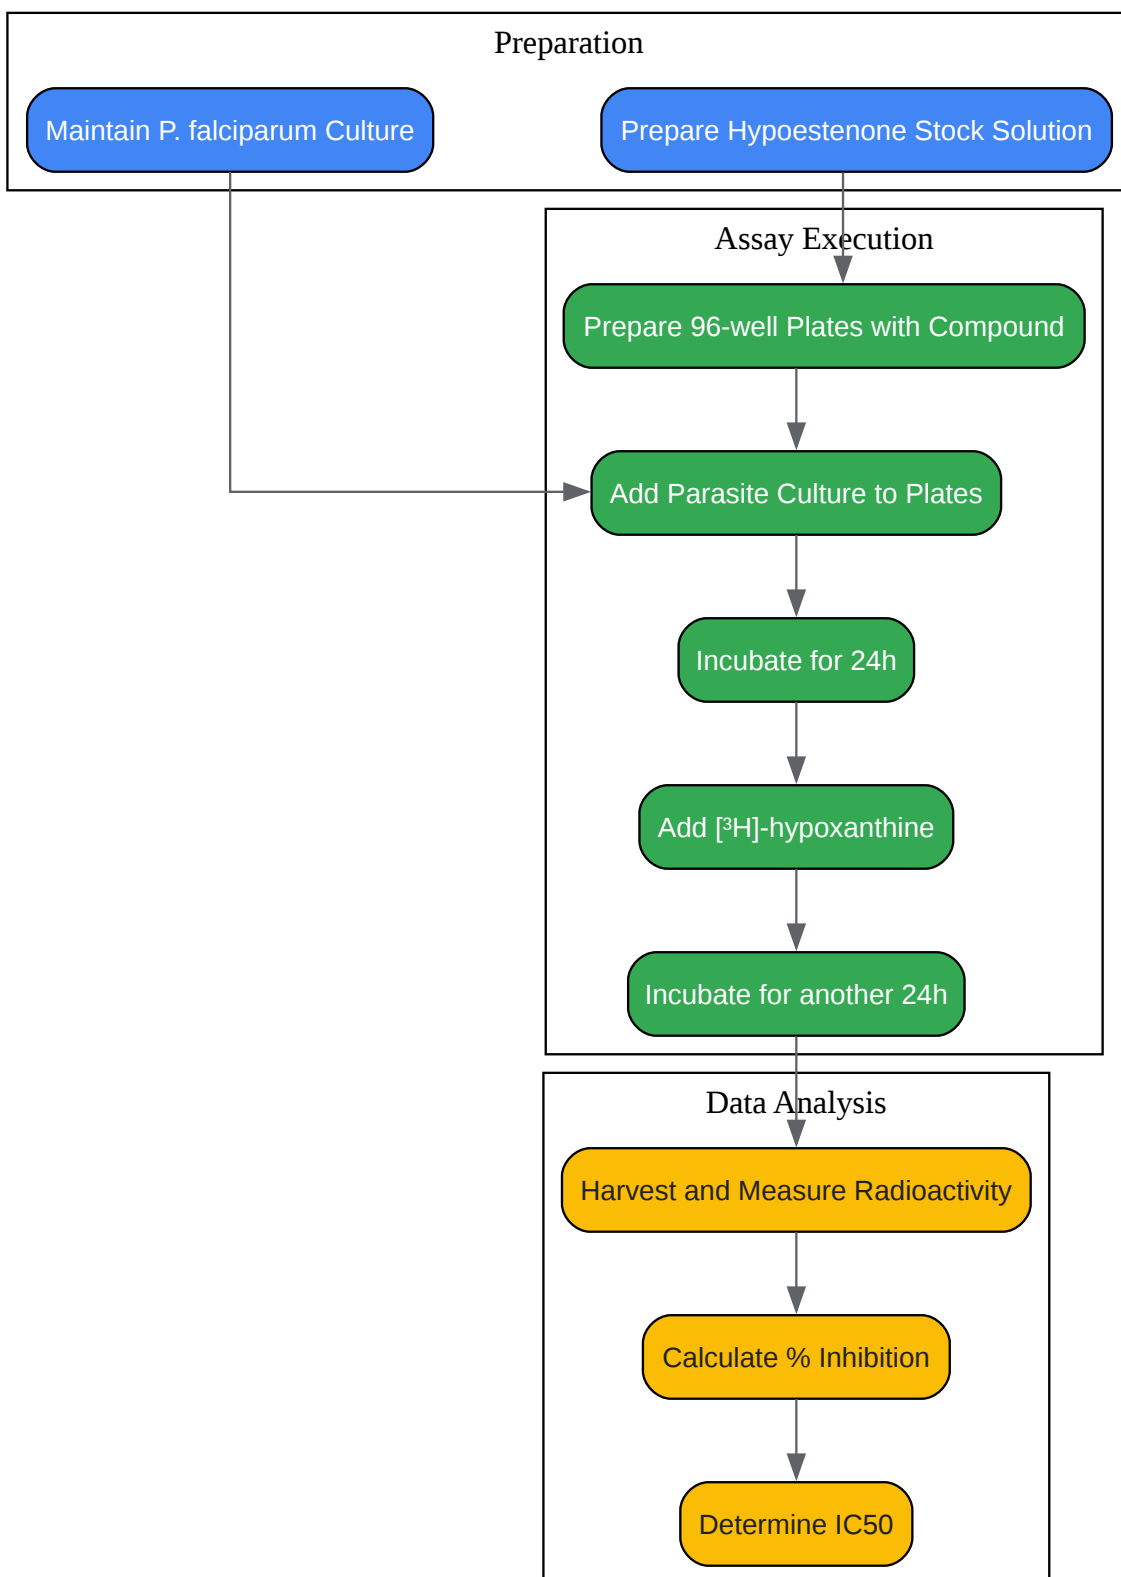 Preparation
Maintain P. falciparum Culture
Prepare Hypoestenone Stock Solution
Assay Execution
Prepare 96-well Plates with Compound
Add Parasite Culture to Plates
Incubate for 24h
Add [³H]-hypoxanthine
Incubate for another 24h
Data Analysis
Harvest and Measure Radioactivity
Calculate % Inhibition
Determine IC50